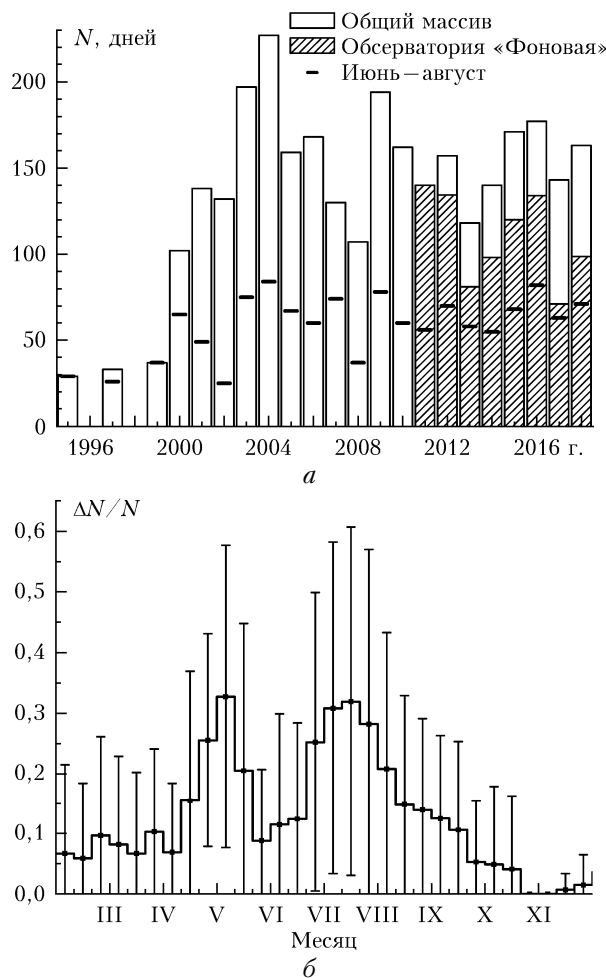 N, дней
Общий массив
Обсерватория «Фоновая»
Июнь – август
200
150
100
50
0
1996 2000 2004 2008 2012 2016 г.
а
ΔN/N
0,6
0,5
0,4
0,3
0,2
0,1
0,0
III IV V VI VII VIII IX X XI
Месяц
б